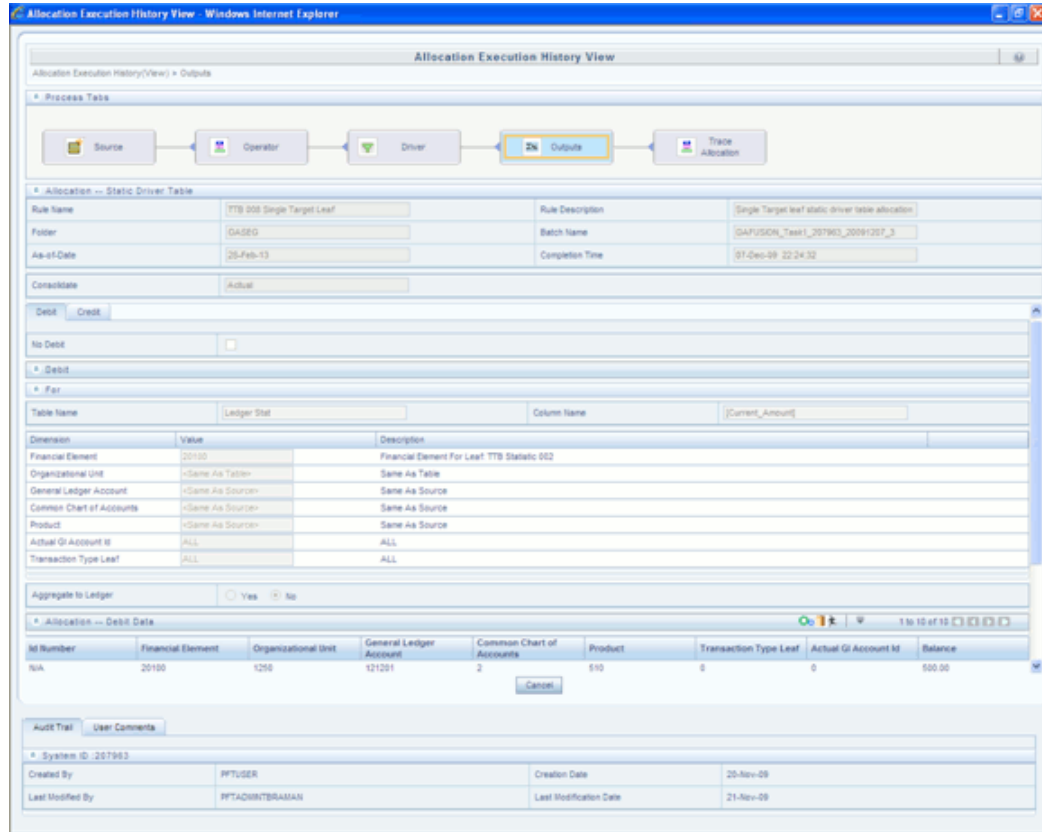 Allocation Execution History View - Windows Internet Explorer
Allocation Execution History View
Allocation Execution History(View) » Outputs
Process Tabs
Source Operator Driver Outputs Trace Allocation
Allocation -- Static Driver Table
Rule Name TTB 008 Single Target Leaf Rule Description Single Target leaf static driver table allocation
Folder OASEG Batch Name OAFUSION_Task1_207963_20091207_3
As-of-Date 28-Feb-13 Completion Time 07-Dec-09 22:24:32
Consolidate Actual
Debit Credit
No Debit
Debit
For
Table Name Ledger Stat Column Name [Current_Amount]
Dimension Value Description
Financial Element 20100 Financial Element For Leaf: TTB Statistic 002
Organizational Unit <Same As Table> Same As Table
General Ledger Account <Same As Source> Same As Source
Common Chart of Accounts <Same As Source> Same As Source
Product <Same As Source> Same As Source
Actual Gl Account Id ALL ALL
Transaction Type Leaf ALL ALL
Aggregate to Ledger Yes No
Allocation -- Debit Data 1 to 10 of 10
Id Number Financial Element Organizational Unit General Ledger Account Common Chart of Accounts Product Transaction Type Leaf Actual Gl Account Id Balance
N/A 20100 1250 121201 2 510 0 0 500.00
Cancel
Audit Trail User Comments
System ID :207963
Created By PFTUSER Creation Date 20-Nov-09
Last Modified By PFTADMNTBRAMAN Last Modification Date 21-Nov-09